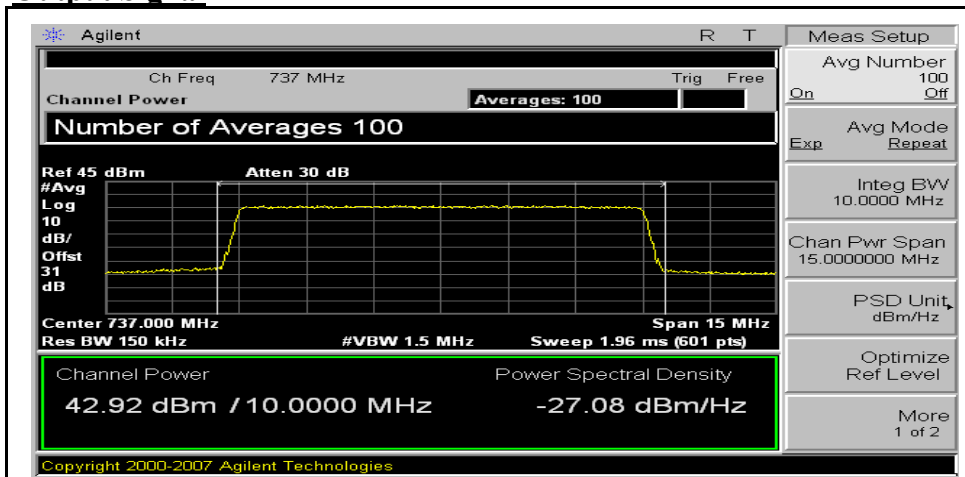 Agilent R T
Meas Setup
Ch Freq 737 MHz Trig Free
Channel Power Averages: 100
Number of Averages 100
Ref 45 dBm Atten 30 dB
#Avg
Log
10
dB/
Offst
31
dB
Center 737.000 MHz Span 15 MHz
Res BW 150 kHz #VBW 1.5 MHz Sweep 1.96 ms (601 pts)
Channel Power Power Spectral Density
42.92 dBm / 10.0000 MHz -27.08 dBm/Hz
Copyright 2000-2007 Agilent Technologies
Avg Number
100
On Off
Avg Mode
Exp Repeat
Integ BW
10.0000 MHz
Chan Pwr Span
15.0000000 MHz
PSD Unit
dBm/Hz
Optimize
Ref Level
More
1 of 2